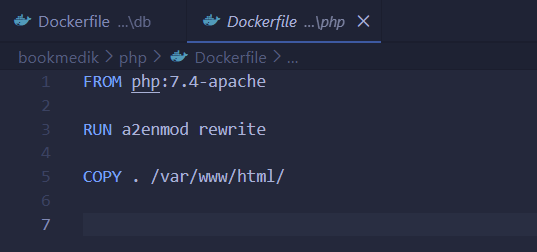 Dockerfile ...\db
Dockerfile ...\php
bookmedik > php > Dockerfile > ...
1 FROM php:7.4-apache
2
3 RUN a2enmod rewrite
4
5 COPY . /var/www/html/
6
7